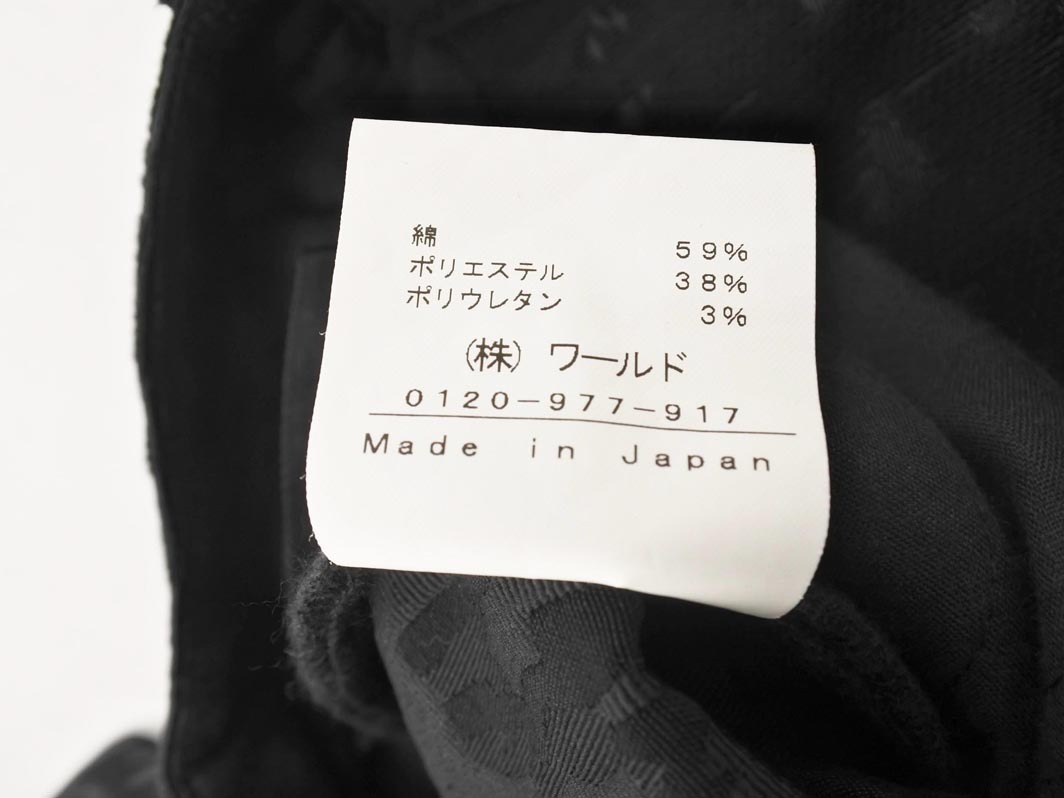 綿 59%
ポリエステル 38%
ポリウレタン 3%
(株) ワールド
0120-977-917
Made in Japan